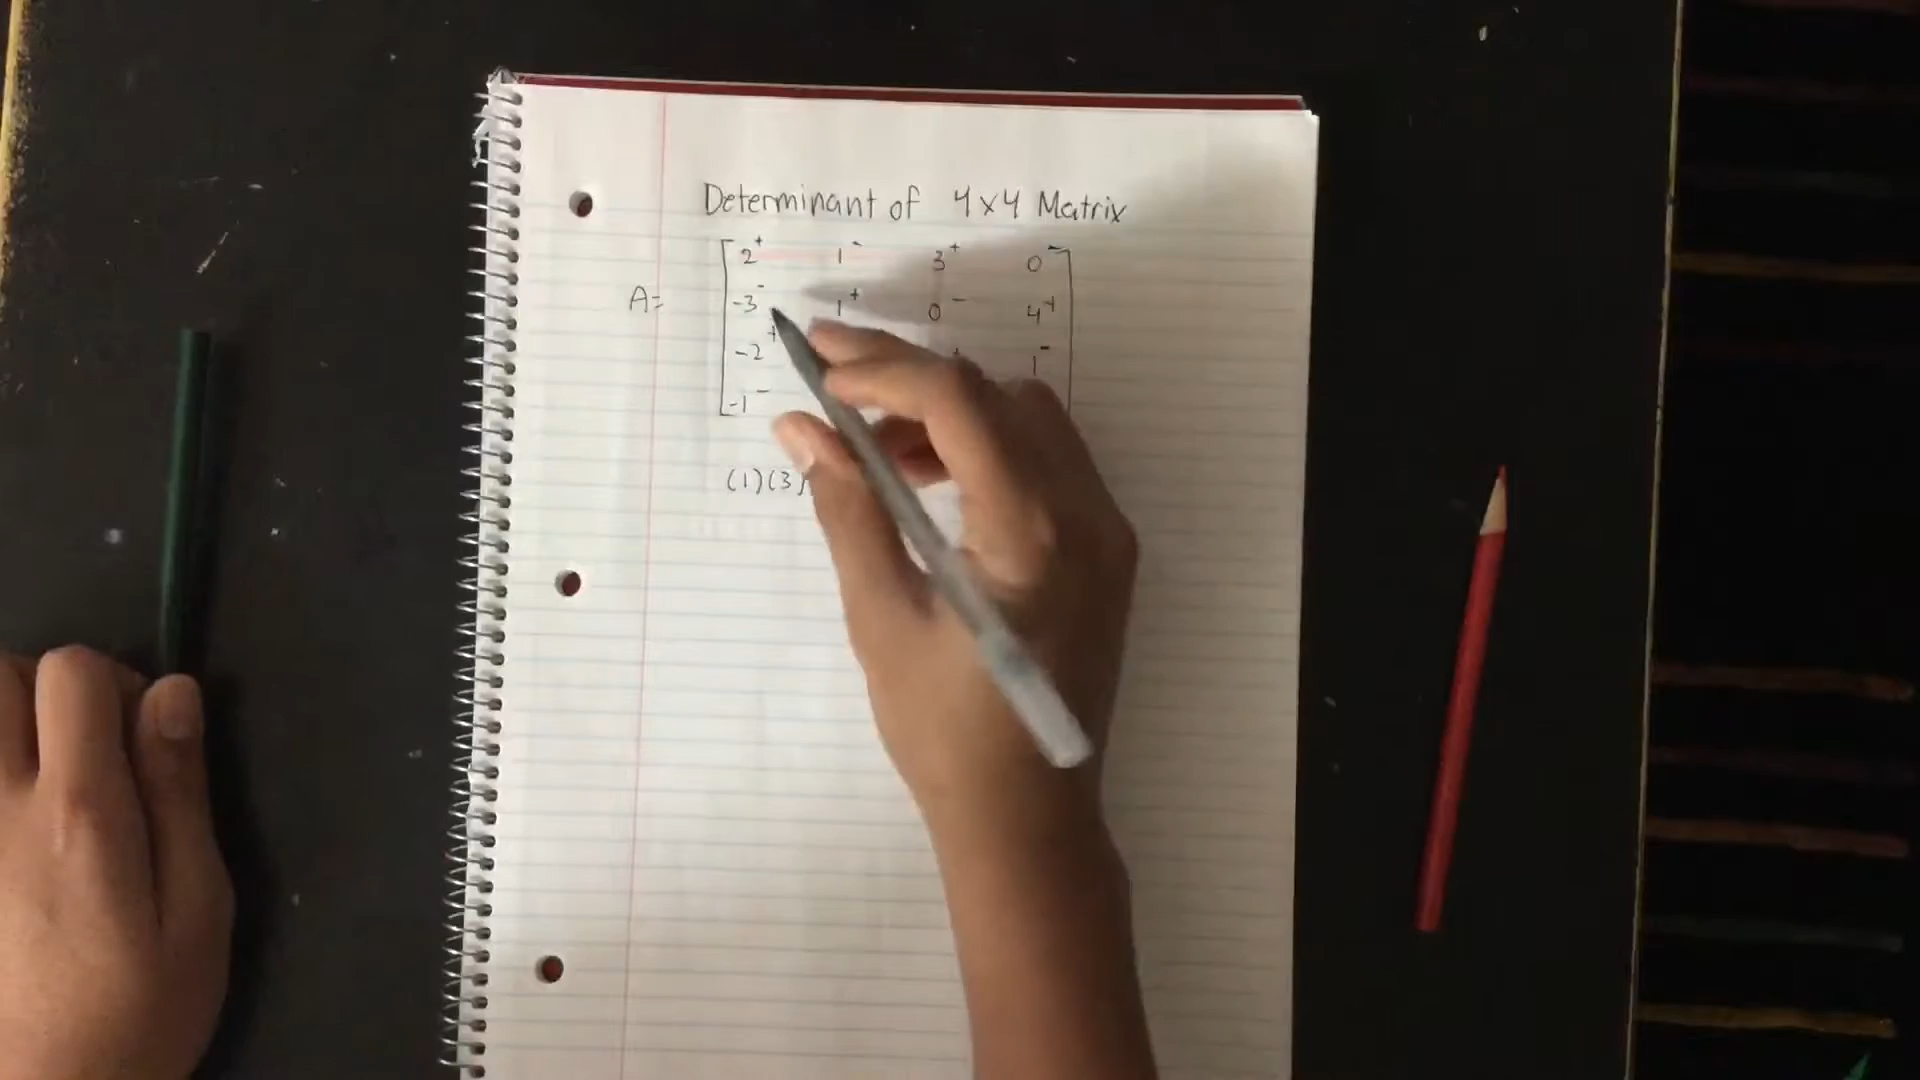 Determinant of 4x4 Matrix
2⁺ 1⁻ 3⁺ 0⁻
A= -3⁻ 1⁺ 0⁻ 4⁺
-2⁺ ⁺ 1⁻
-1⁻
(1)(3)